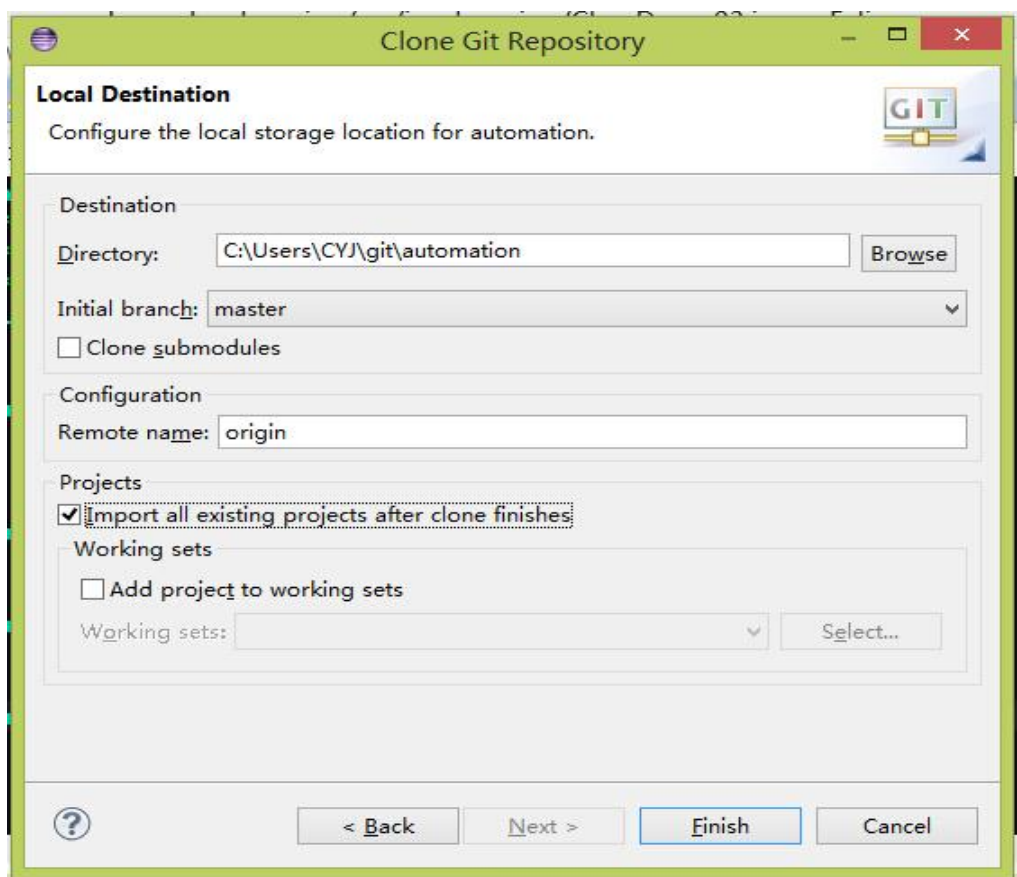 Clone Git Repository
Local Destination
Configure the local storage location for automation.
GIT
Destination
Directory: C:\Users\CYJ\git\automation Browse
Initial branch: master
Clone submodules
Configuration
Remote name: origin
Projects
Import all existing projects after clone finishes
Working sets
Add project to working sets
Working sets: Select...
< Back Next > Finish Cancel